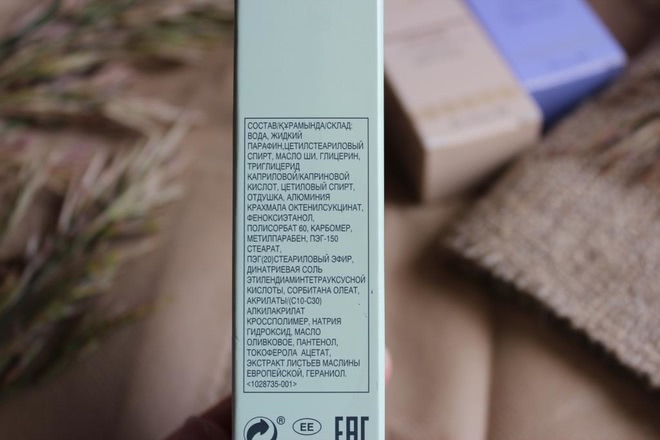 СОСТАВ/ҚҰРАМЫНДА/СКЛАД:
ВОДА, ЖИДКИЙ
ПАРАФИН,ЦЕТИЛСТЕАРИЛОВЫЙ
СПИРТ, МАСЛО ШИ, ГЛИЦЕРИН,
ТРИГЛИЦЕРИД
КАПРИЛОВОЙ/КАПРИНОВОЙ
КИСЛОТ, ЦЕТИЛОВЫЙ СПИРТ,
ОТДУШКА, АЛЮМИНИЯ
КРАХМАЛА ОКТЕНИЛСУКЦИНАТ,
ФЕНОКСИЭТАНОЛ,
ПОЛИСОРБАТ 60, КАРБОМЕР,
МЕТИЛПАРАБЕН, ПЭГ-150
СТЕАРАТ,
ПЭГ(20)СТЕАРИЛОВЫЙ ЭФИР,
ДИНАТРИЕВАЯ СОЛЬ
ЭТИЛЕНДИАМИНТЕТРАУКСУСНОЙ
КИСЛОТЫ, СОРБИТАНА ОЛЕАТ,
АКРИЛАТЫ/(С10-С30)
АЛКИЛАКРИЛАТ
КРОССПОЛИМЕР, НАТРИЯ
ГИДРОКСИД, МАСЛО
ОЛИВКОВОЕ, ПАНТЕНОЛ,
ТОКОФЕРОЛА АЦЕТАТ,
ЭКСТРАКТ ЛИСТЬЕВ МАСЛИНЫ
ЕВРОПЕЙСКОЙ, ГЕРАНИОЛ.
<1028735-001>
® EE EAC